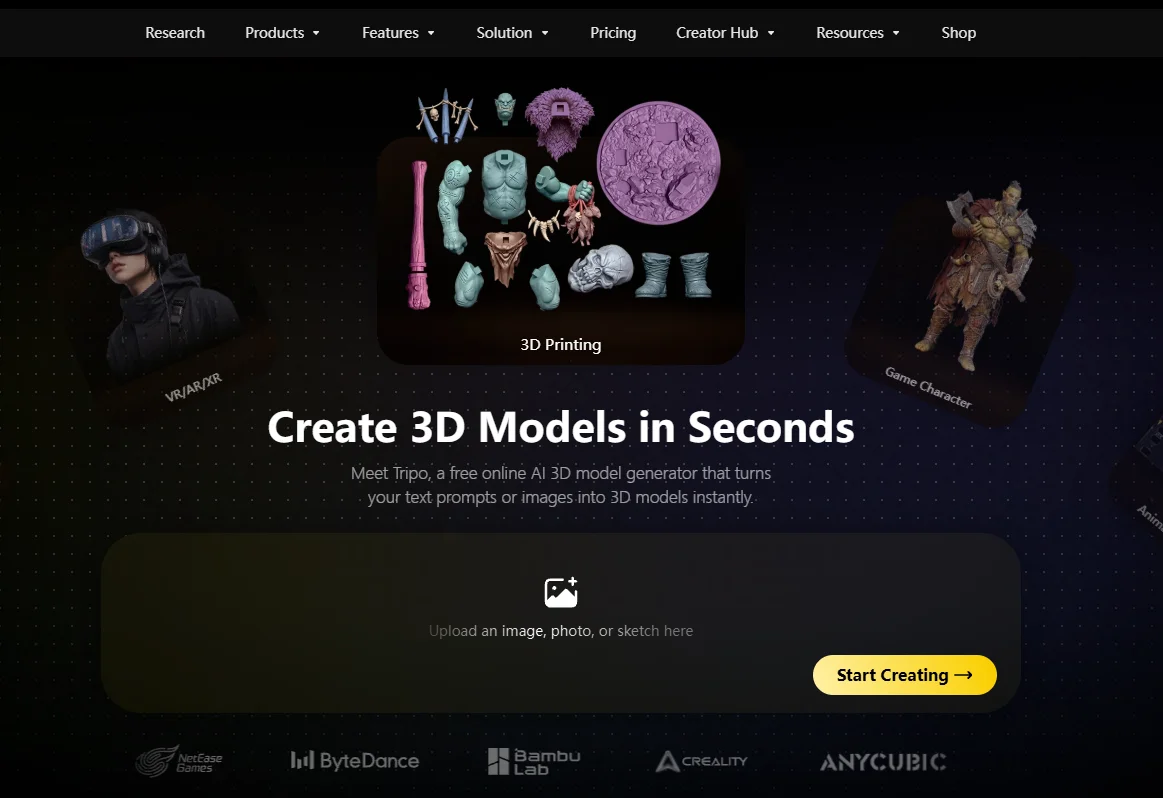 Research Products Features Solution Pricing Creator Hub Resources Shop
3D Printing
VR/AR/XR
Game Character
Create 3D Models in Seconds
Meet Tripo, a free online AI 3D model generator that turns
your text prompts or images into 3D models instantly.
Upload an image, photo, or sketch here
Start Creating →
NetEase
Games
ByteDance
Bambu
Lab
CREALITY
ANYCUBIC